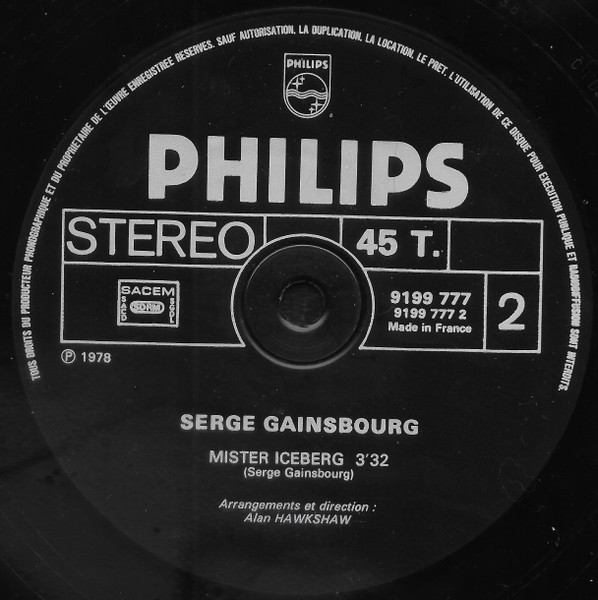 TOUS DROITS DU PRODUCTEUR PHONOGRAPHIQUE ET DU PROPRIETAIRE DE L'ŒUVRE ENREGISTREE RESERVES. SAUF AUTORISATION, LA DUPLICATION, LA LOCATION, LE PRET, L'UTILISATION DE CE DISQUE POUR EXECUTION PUBLIQUE ET RADIODIFFUSION SONT INTERDITS.
PHILIPS
PHILIPS
STEREO
45 T.
SACEM
SACD
SDRM
SGDL
9199 777
9199 777 2
Made in France
2
Ⓟ 1978
SERGE GAINSBOURG
MISTER ICEBERG 3'32
(Serge Gainsbourg)
Arrangements et direction :
Alan HAWKSHAW